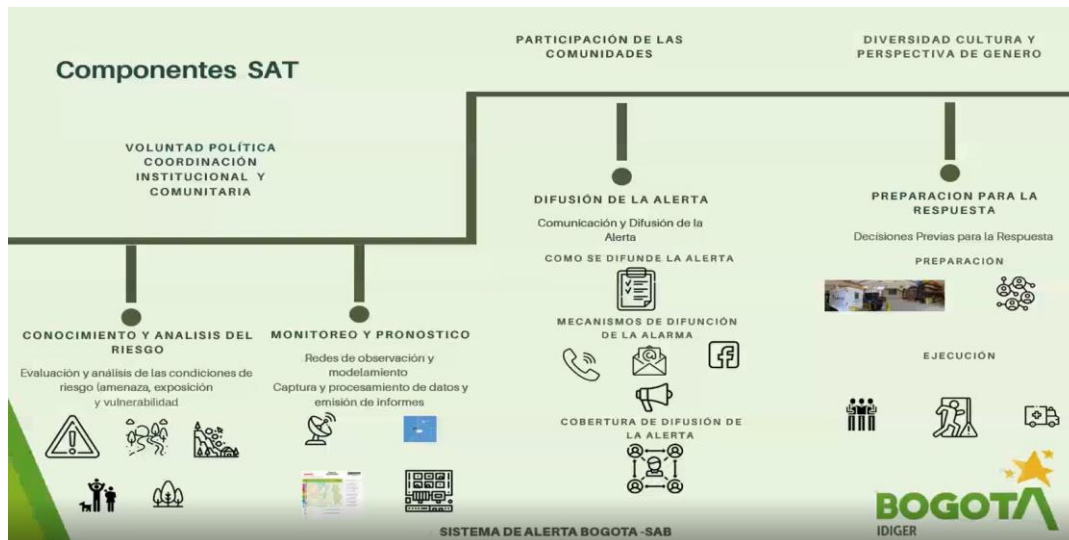 Componentes SAT
VOLUNTAD POLÍTICA
COORDINACIÓN
INSTITUCIONAL Y
COMUNITARIA
PARTICIPACIÓN DE LAS
COMUNIDADES
DIVERSIDAD CULTURA Y
PERSPECTIVA DE GENERO
CONOCIMIENTO Y ANALISIS DEL
RIESGO
Evaluación y análisis de las condiciones de
riesgo (amenaza, exposición
y vulnerabilidad
MONITOREO Y PRONOSTICO
Redes de observación y
modelamiento
Captura y procesamiento de datos y
emisión de informes
DIFUSIÓN DE LA ALERTA
Comunicación y Difusión de la
Alerta
COMO SE DIFUNDE LA ALERTA
MECANISMOS DE DIFUNCIÓN
DE LA ALARMA
COBERTURA DE DIFUSIÓN DE
LA ALERTA
PREPARACION PARA LA
RESPUESTA
Decisiones Previas para la Respuesta
PREPARACION
EJECUCIÓN
SISTEMA DE ALERTA BOGOTA -SAB
BOGOTA
IDIGER